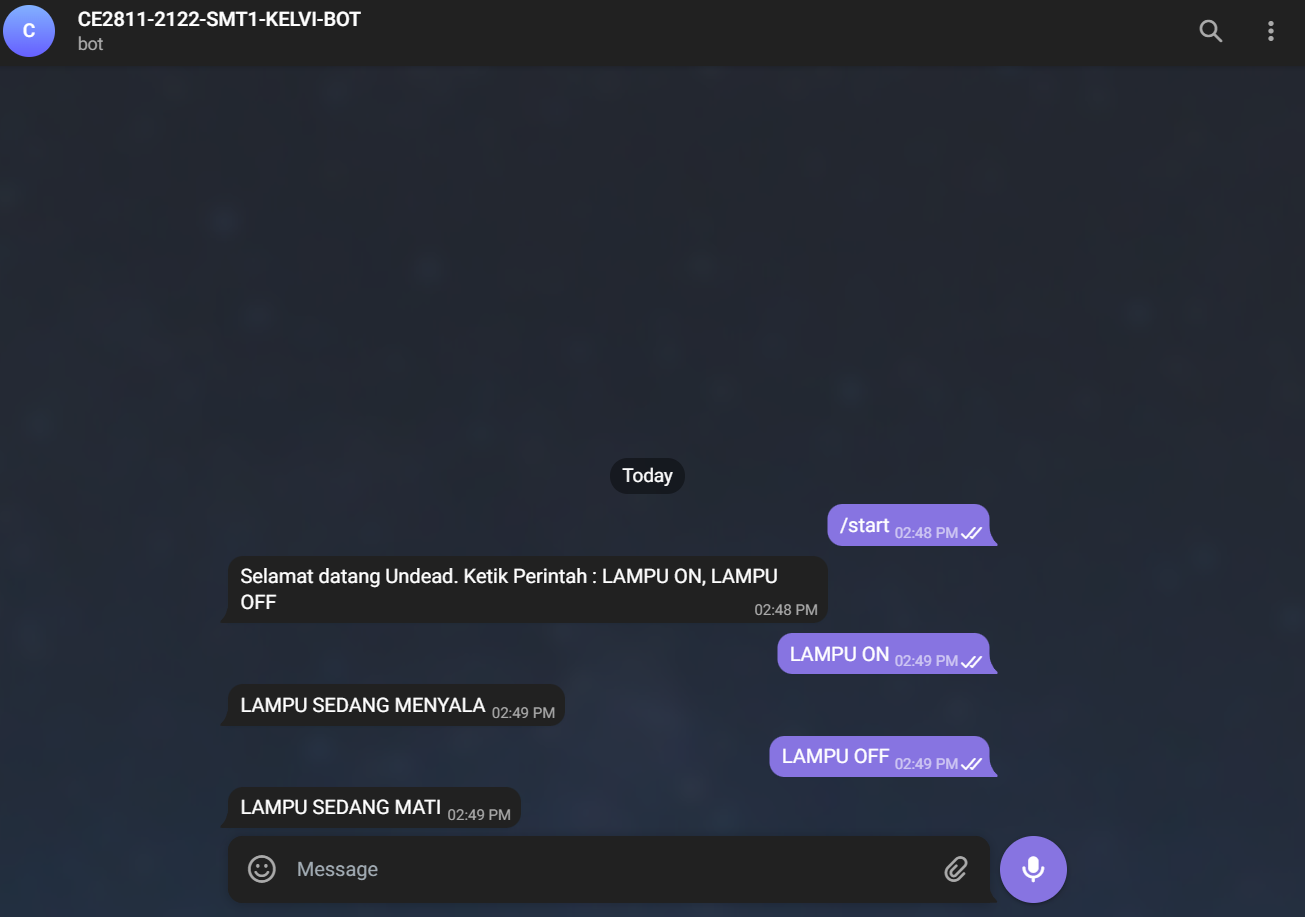 C
CE2811-2122-SMT1-KELVI-BOT
bot
Today
/start 02:48 PM
Selamat datang Undead. Ketik Perintah : LAMPU ON, LAMPU
OFF 02:48 PM
LAMPU ON 02:49 PM
LAMPU SEDANG MENYALA 02:49 PM
LAMPU OFF 02:49 PM
LAMPU SEDANG MATI 02:49 PM
Message